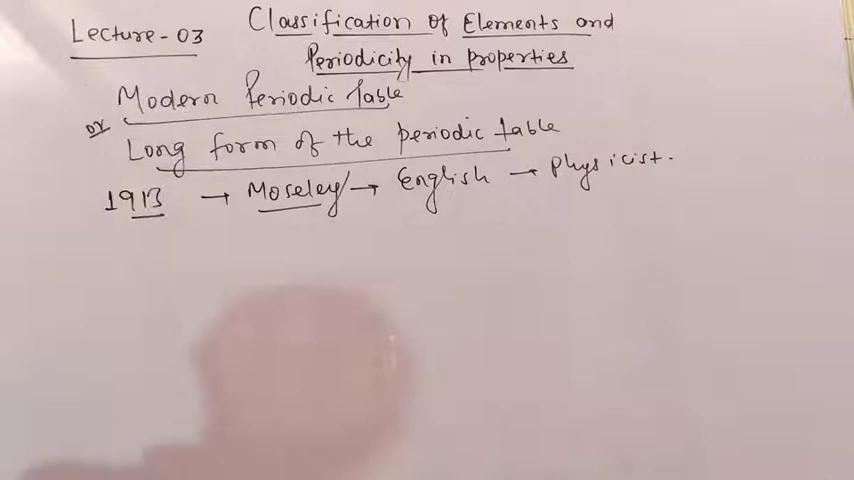 Lecture-03 Classification of Elements and
Periodicity in properties
Modern Periodic Table
or
Long form of the periodic table
1913 → Moseley → English → Physicist.